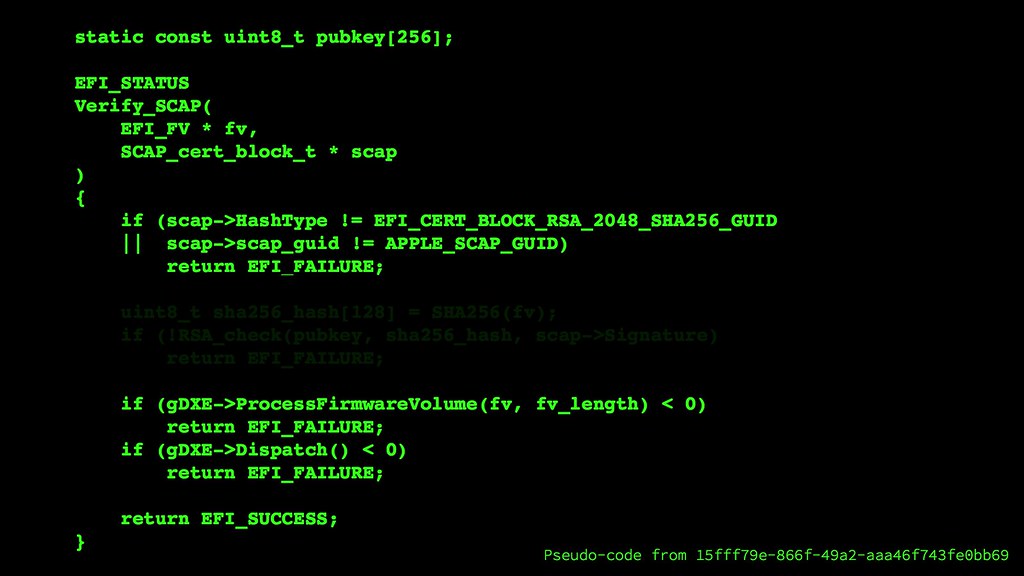 static const uint8_t pubkey[256];
EFI_STATUS
Verify_SCAP(
    EFI_FV * fv,
    SCAP_cert_block_t * scap
)
{
    if (scap->HashType != EFI_CERT_BLOCK_RSA_2048_SHA256_GUID
    ||  scap->scap_guid != APPLE_SCAP_GUID)
        return EFI_FAILURE;
    uint8_t sha256_hash[128] = SHA256(fv);
    if (!RSA_check(pubkey, sha256_hash, scap->Signature)
        return EFI_FAILURE;
    if (gDXE->ProcessFirmwareVolume(fv, fv_length) < 0)
        return EFI_FAILURE;
    if (gDXE->Dispatch() < 0)
        return EFI_FAILURE;
    return EFI_SUCCESS;
}
Pseudo-code from 15fff79e-866f-49a2-aaa46f743fe0bb69